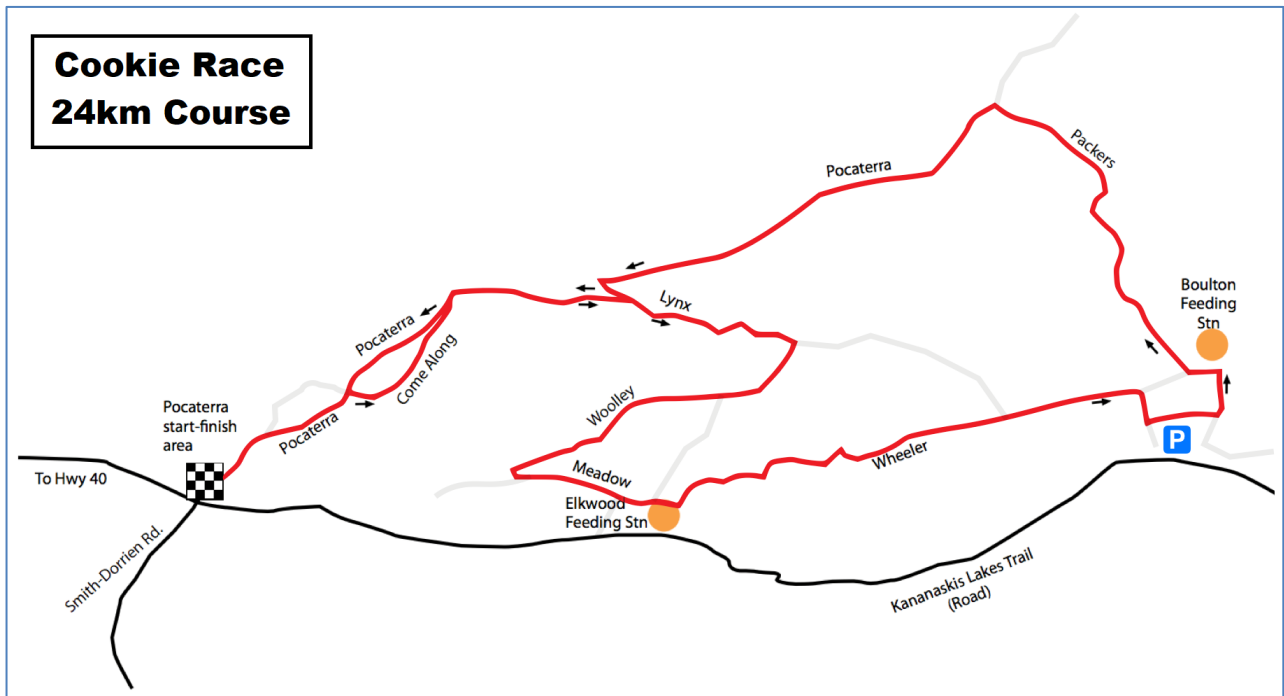 Cookie Race
24km Course
Packers
Pocaterra
Boulton
Feeding
Stn
Lynx
Pocaterra
Come Along
Woolley
Pocaterra
start-finish
area
Pocaterra
Wheeler
P
Meadow
To Hwy 40
Elkwood
Feeding Stn
Smith-Dorrien Rd.
Kananaskis Lakes Trail
(Road)